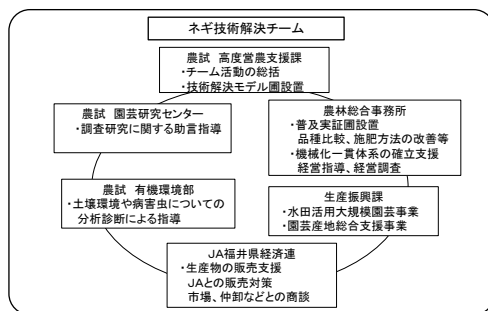 ネギ技術解決チーム
農試 高度営農支援課
・チーム活動の総括
・技術解決モデル圃設置
農試 園芸研究センター
・調査研究に関する助言指導
農林総合事務所
・普及実証圃設置
品種比較、施肥方法の改善等
・機械化一貫体系の確立支援
経営指導、経営調査
農試 有機環境部
・土壌環境や病害虫についての
分析診断による指導
生産振興課
・水田活用大規模園芸事業
・園芸産地総合支援事業
JA福井県経済連
・生産物の販売支援
JAとの販売対策
市場、仲卸などとの商談